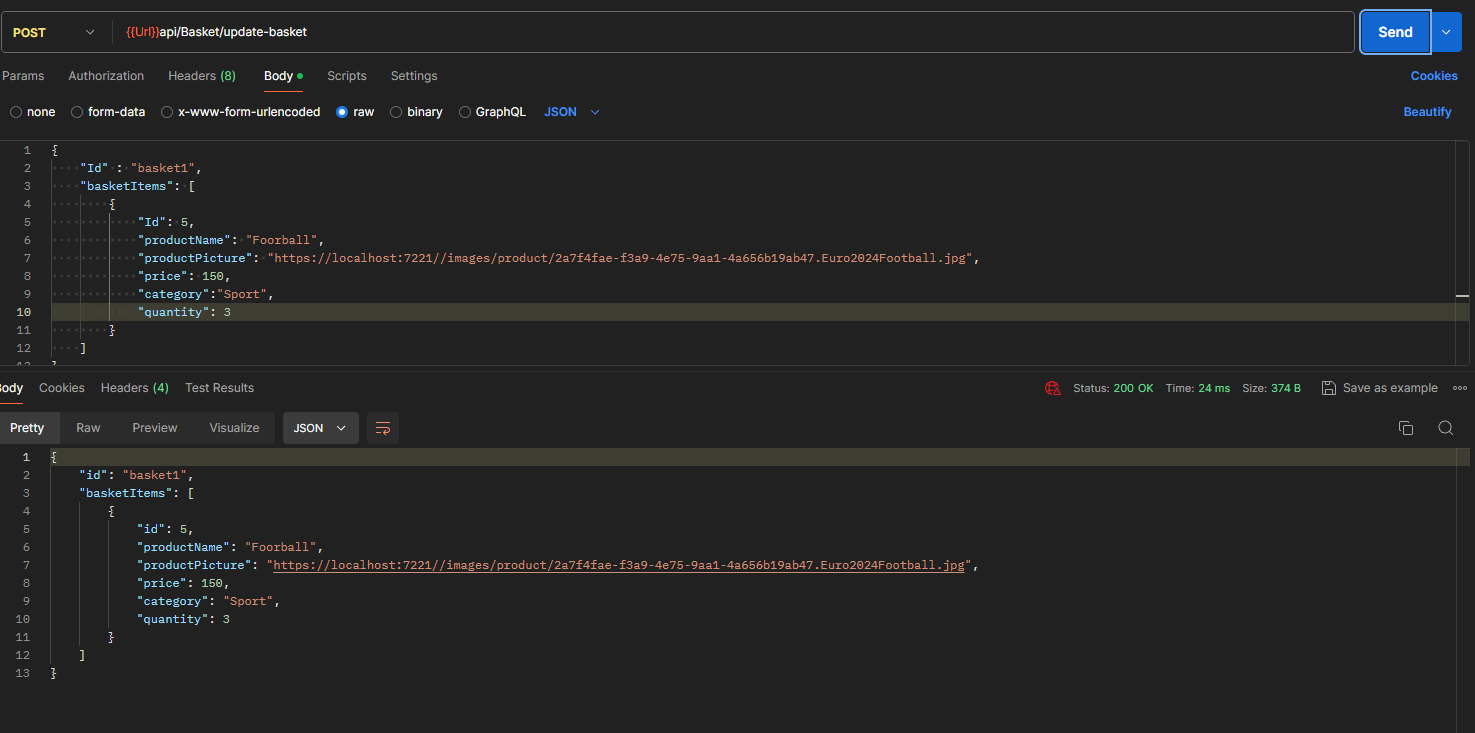 POST {{Url}}api/Basket/update-basket Send
Params Authorization Headers (8) Body Scripts Settings Cookies
none form-data x-www-form-urlencoded raw binary GraphQL JSON Beautify
1 {
2 "Id" : "basket1",
3 "basketItems": [
4 {
5 "Id": 5,
6 "productName": "Foorball",
7 "productPicture": "https://localhost:7221//images/product/2a7f4fae-f3a9-4e75-9aa1-4a656b19ab47.Euro2024Football.jpg",
8 "price": 150,
9 "category":"Sport",
10 "quantity": 3
11 }
12 ]
Body Cookies Headers (4) Test Results Status: 200 OK Time: 24 ms Size: 374 B Save as example
Pretty Raw Preview Visualize JSON
1 {
2 "id": "basket1",
3 "basketItems": [
4 {
5 "id": 5,
6 "productName": "Foorball",
7 "productPicture": "https://localhost:7221//images/product/2a7f4fae-f3a9-4e75-9aa1-4a656b19ab47.Euro2024Football.jpg",
8 "price": 150,
9 "category": "Sport",
10 "quantity": 3
11 }
12 ]
13 }